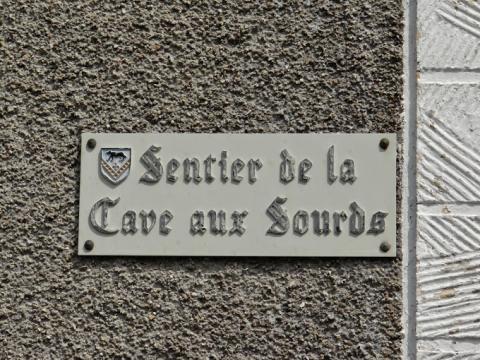 Sentier de la
Cave aux Sourds